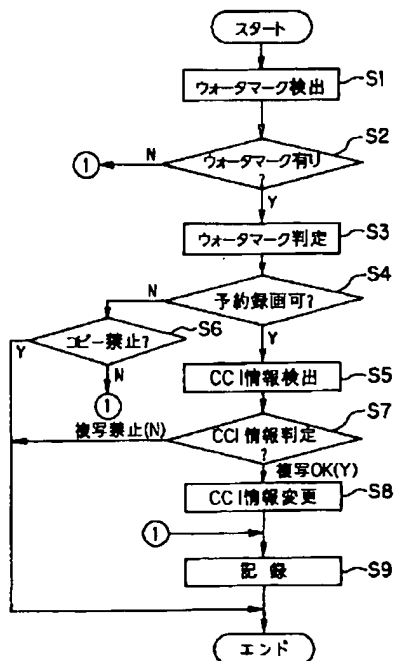 スタート
ウォータマーク検出
S1
S2
ウォータマーク有り
?
N
①
Y
ウォータマーク判定
S3
S4
予約録画可?
N
Y
コピー禁止?
S6
Y
N
①
CCI情報検出
S5
S7
CCI情報判定
?
複写禁止(N)
複写OK(Y)
CCI情報変更
S8
①
記録
S9
エンド